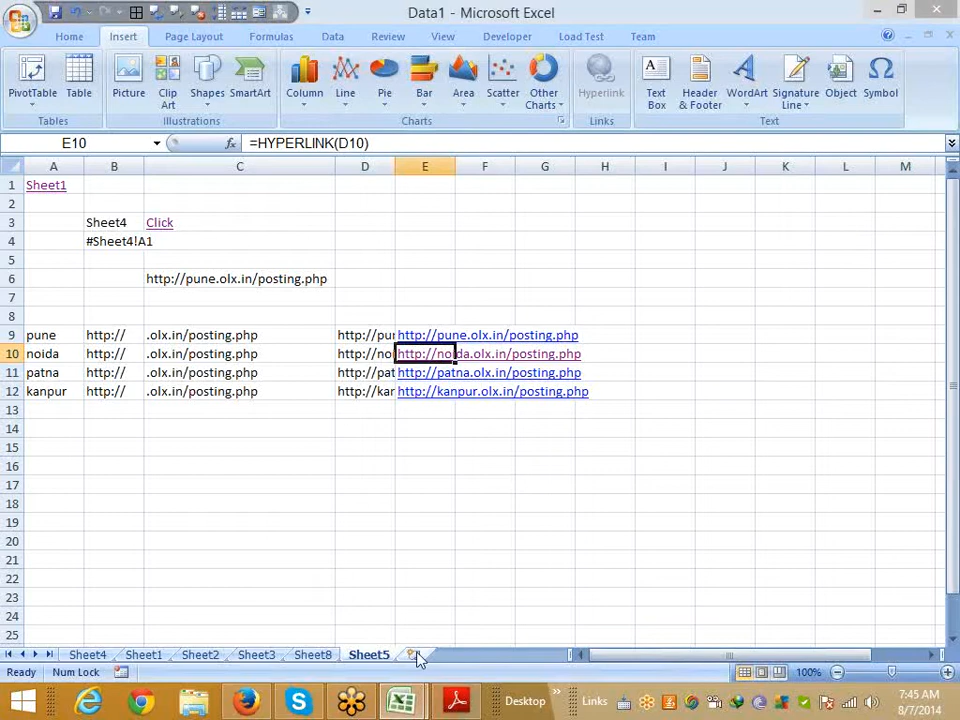 Data1 - Microsoft Excel
Home Insert Page Layout Formulas Data Review View Developer Load Test Team
PivotTable Table Picture Clip Art Shapes SmartArt Column Line Pie Bar Area Scatter Other Charts Hyperlink Text Box Header & Footer WordArt Signature Line Object Symbol
Tables Illustrations Charts Links Text
E10 fx =HYPERLINK(D10)
A B C D E F G H I J K L M
1 Sheet1
2
3 Sheet4 Click
4 #Sheet4!A1
5
6 http://pune.olx.in/posting.php
7
8
9 pune http:// .olx.in/posting.php http://pun http://pune.olx.in/posting.php
10 noida http:// .olx.in/posting.php http://noi http://noida.olx.in/posting.php
11 patna http:// .olx.in/posting.php http://pat http://patna.olx.in/posting.php
12 kanpur http:// .olx.in/posting.php http://kan http://kanpur.olx.in/posting.php
13
14
15
16
17
18
19
20
21
22
23
24
25
Sheet4 Sheet1 Sheet2 Sheet3 Sheet8 Sheet5
Ready Num Lock 100%
Desktop Links 7:45 AM
8/7/2014